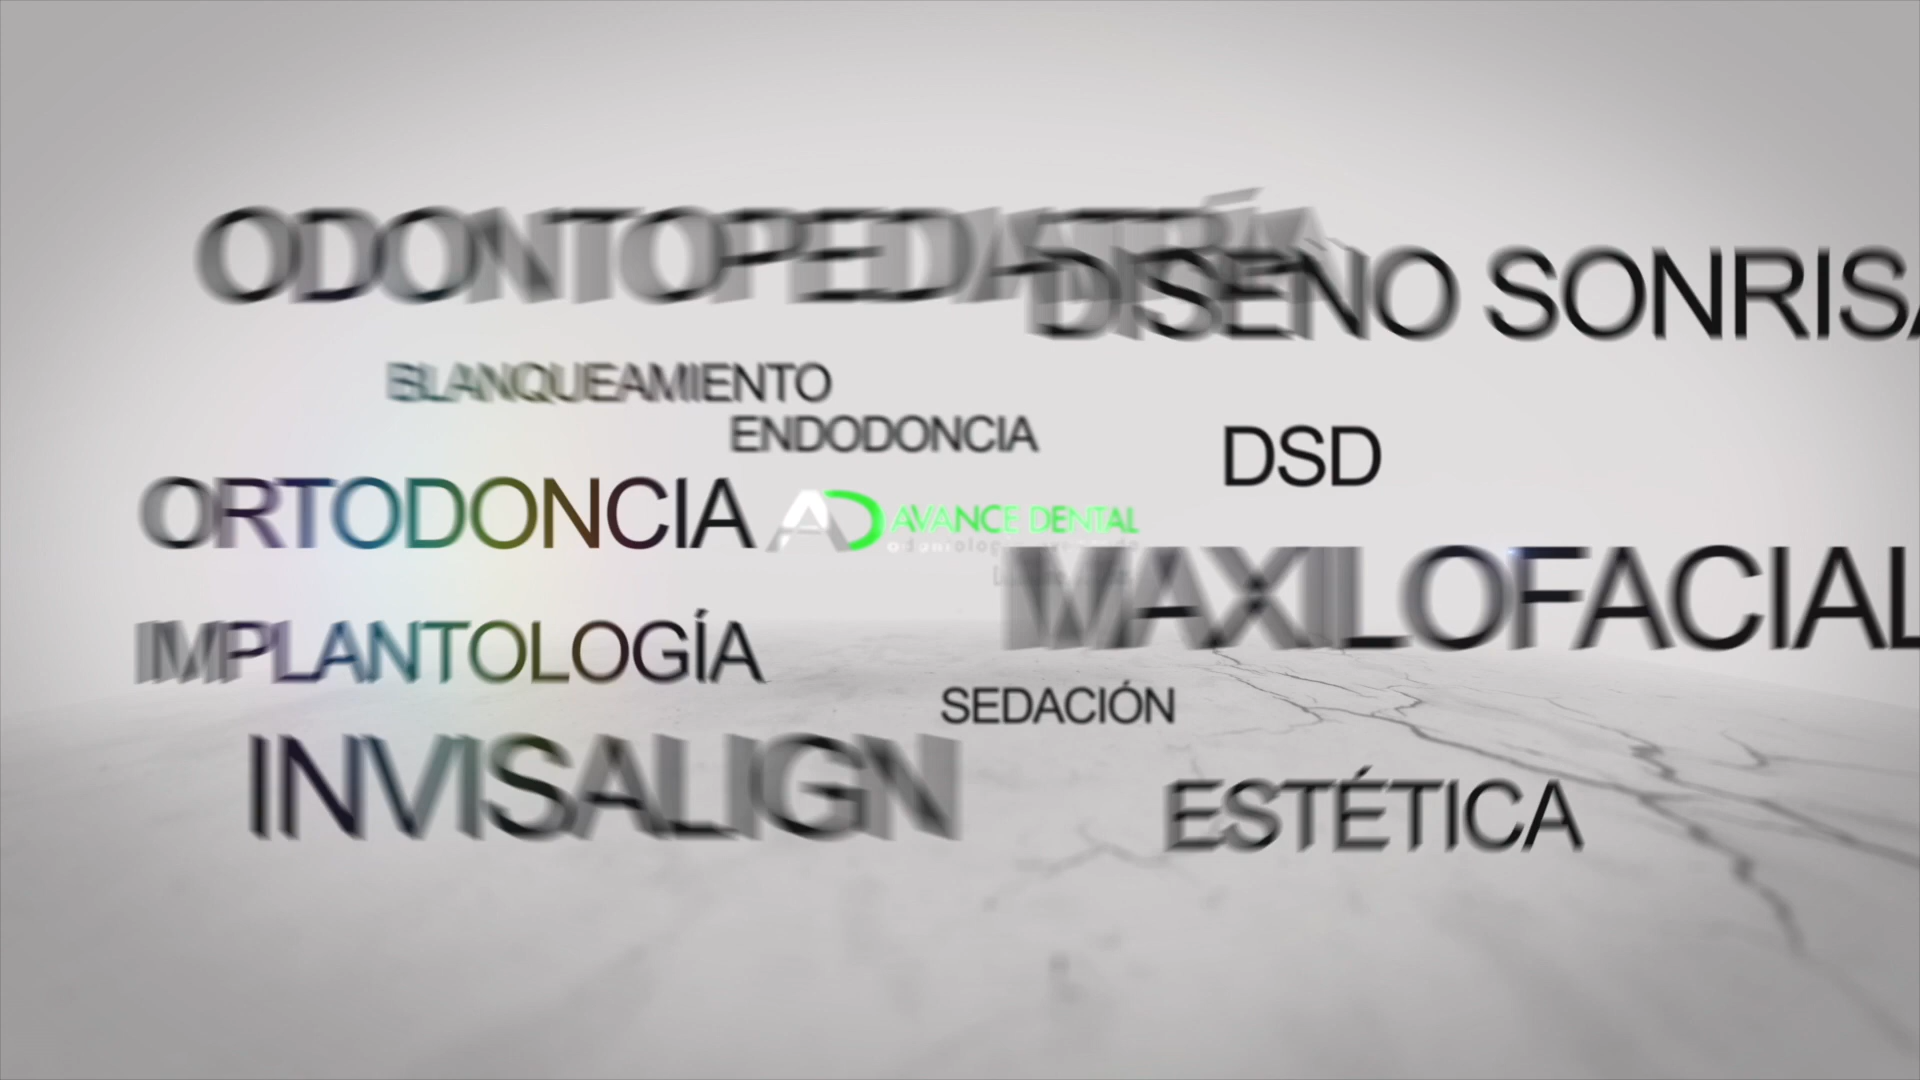 ODONTOPEDIATRÍA
DISEÑO SONRISA
BLANQUEAMIENTO
ENDODONCIA
DSD
ORTODONCIA
AVANCE DENTAL
MAXILOFACIAL
IMPLANTOLOGÍA
SEDACIÓN
INVISALIGN
ESTÉTICA